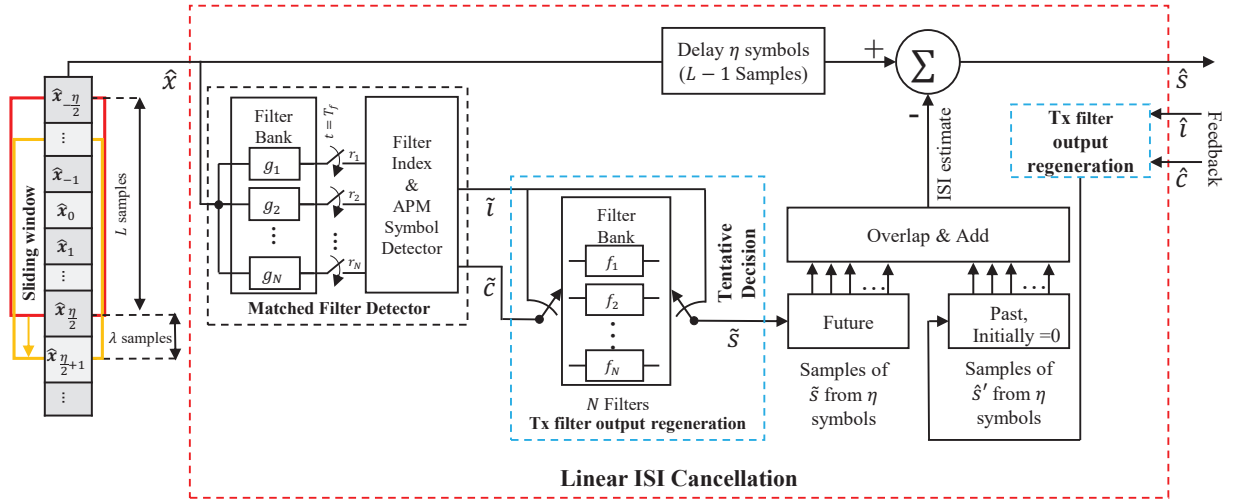 x̂_{-η/2}
⋮
x̂_{-1}
x̂_0
x̂_1
⋮
x̂_{η/2}
x̂_{η/2+1}
⋮
Sliding window
L samples
λ samples
x̂
Filter
Bank
g_1
g_2
⋮
g_N
t = T_f
r_1
r_2
⋮
r_N
Filter
Index
&
APM
Symbol
Detector
Matched Filter Detector
ĩ
c̃
Filter
Bank
f_1
f_2
⋮
f_N
N Filters
Tx filter output regeneration
Tentative
Decision
s̃
Delay η symbols
(L − 1 Samples)
+
Σ
-
ŝ
ISI estimate
Overlap & Add
...
...
Future
Past,
Initially =0
Samples of
s̃ from η
symbols
Samples of
ŝ′ from η
symbols
Tx filter
output
regeneration
î
ĉ
Feedback
Linear ISI Cancellation